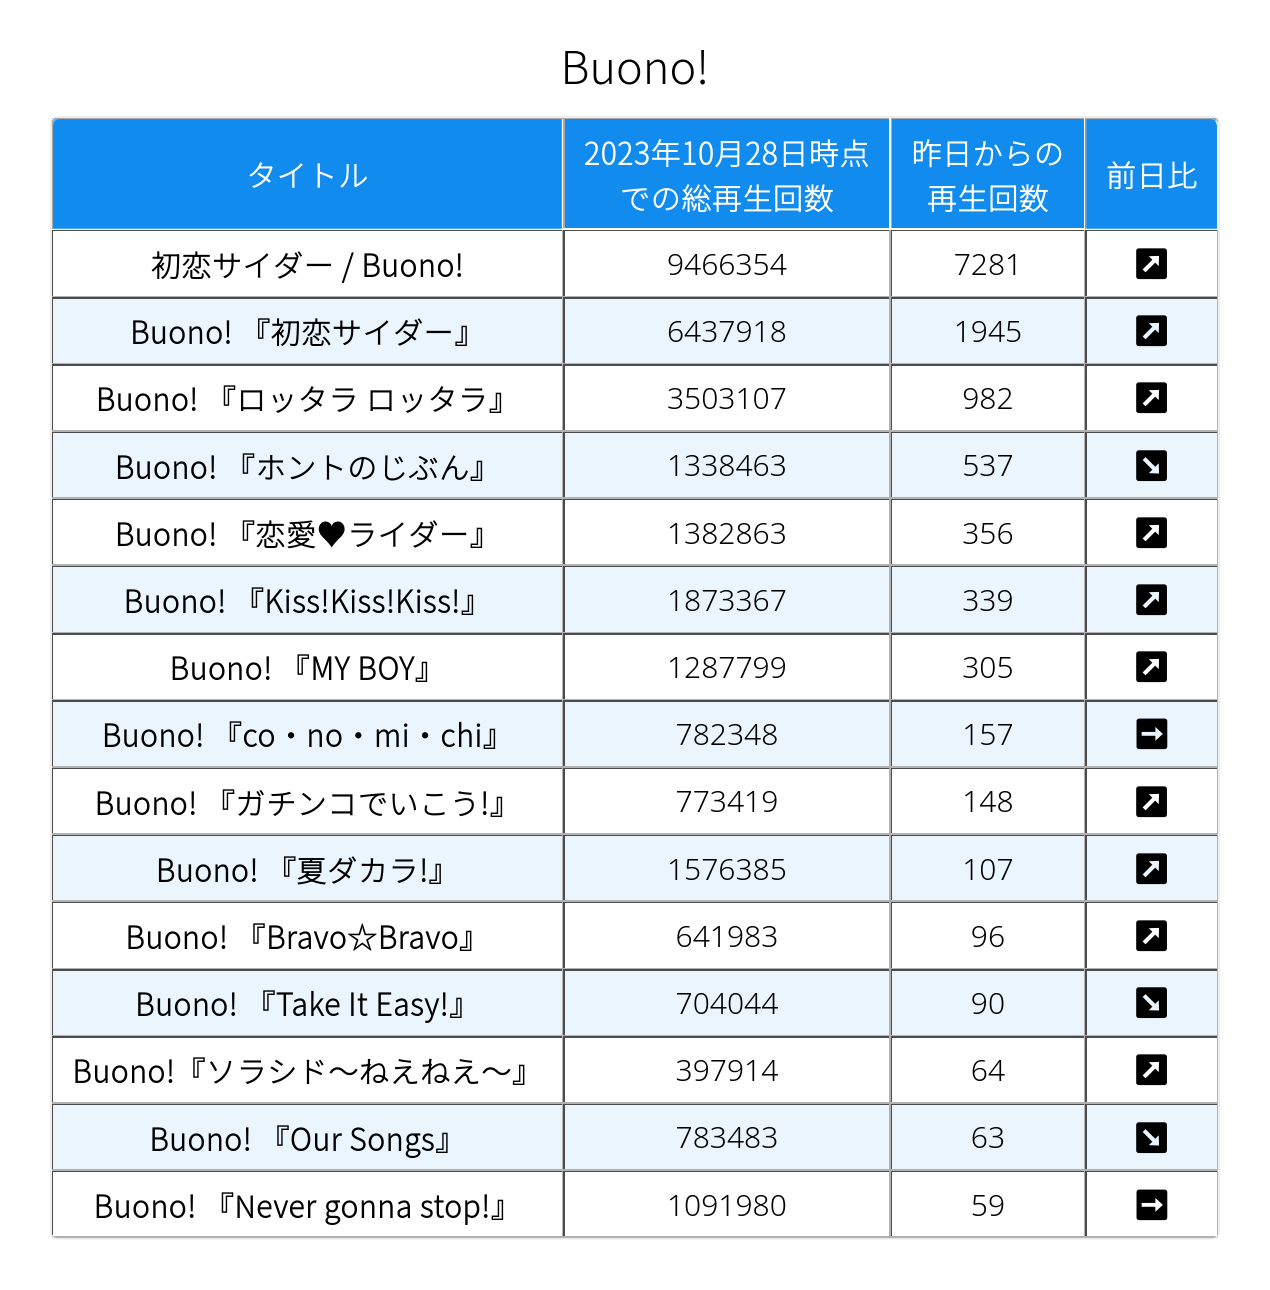 Buono!
タイトル 2023年10月28日時点 昨日からの 前日比
での総再生回数 再生回数
初恋サイダー / Buono! 9466354 7281 ↗
Buono! 『初恋サイダー』 6437918 1945 ↗
Buono! 『ロッタラ ロッタラ』 3503107 982 ↗
Buono! 『ホントのじぶん』 1338463 537 ↘
Buono! 『恋愛♥ライダー』 1382863 356 ↗
Buono! 『Kiss!Kiss!Kiss!』 1873367 339 ↗
Buono! 『MY BOY』 1287799 305 ↗
Buono! 『co・no・mi・chi』 782348 157 →
Buono! 『ガチンコでいこう!』 773419 148 ↗
Buono! 『夏ダカラ!』 1576385 107 ↗
Buono! 『Bravo☆Bravo』 641983 96 ↗
Buono! 『Take It Easy!』 704044 90 ↘
Buono!『ソラシド～ねえねえ～』 397914 64 ↗
Buono! 『Our Songs』 783483 63 ↘
Buono! 『Never gonna stop!』 1091980 59 →